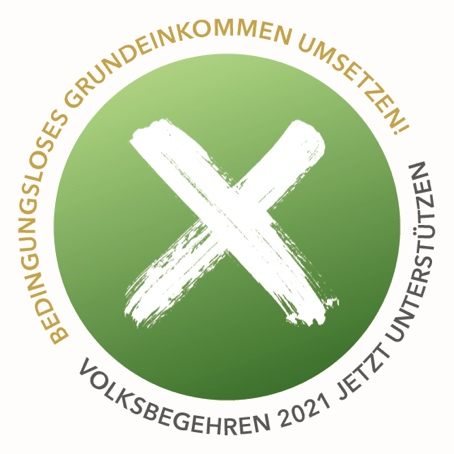 BEDINGUNGSLOSES GRUNDEINKOMMEN UMSETZEN!
VOLKSBEGEHREN 2021 JETZT UNTERSTÜTZEN